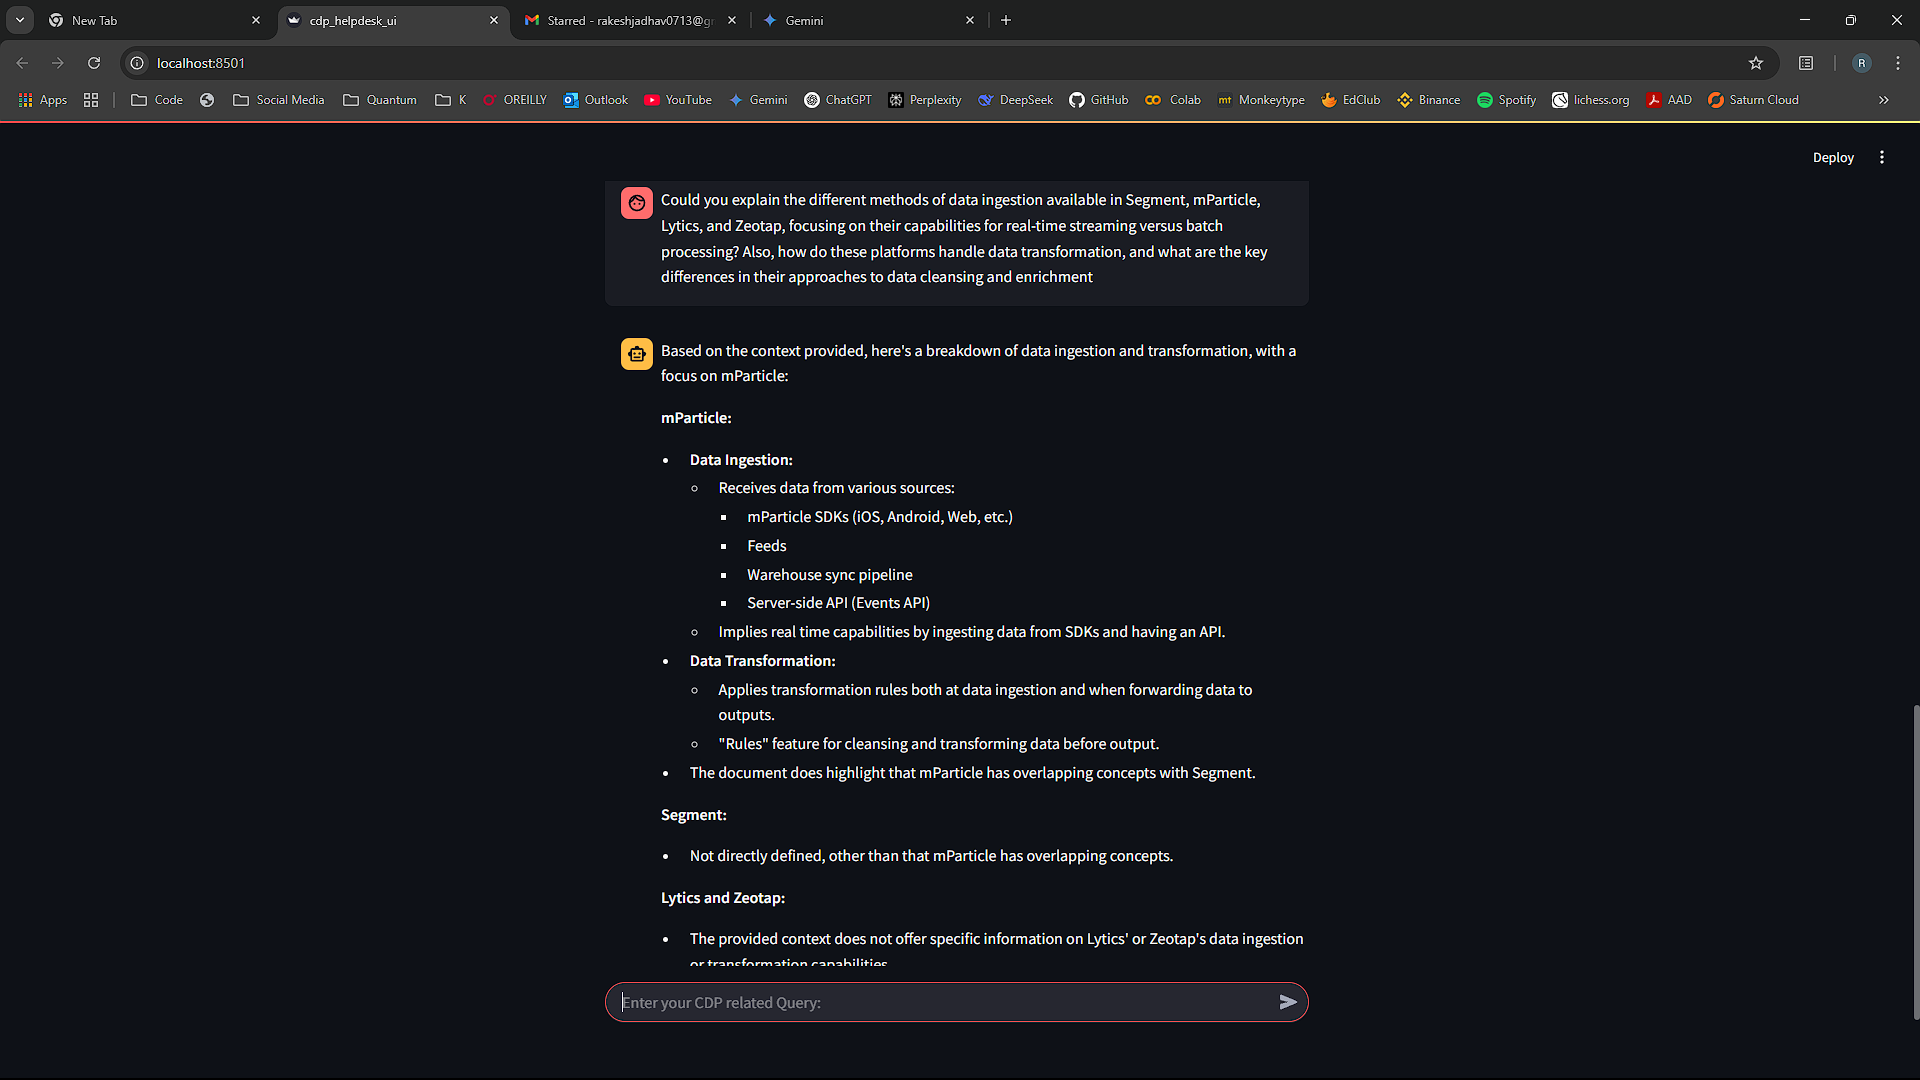 New Tab
cdp_helpdesk_ui
Starred - rakeshjadhav0713@g
Gemini
localhost:8501
R
Apps
Code
Social Media
Quantum
K
OREILLY
Outlook
YouTube
Gemini
ChatGPT
Perplexity
DeepSeek
GitHub
Colab
mt Monkeytype
EdClub
Binance
Spotify
lichess.org
AAD
Saturn Cloud
Deploy
Could you explain the different methods of data ingestion available in Segment, mParticle,
Lytics, and Zeotap, focusing on their capabilities for real-time streaming versus batch
processing? Also, how do these platforms handle data transformation, and what are the key
differences in their approaches to data cleansing and enrichment
Based on the context provided, here's a breakdown of data ingestion and transformation, with a
focus on mParticle:
mParticle:
• Data Ingestion:
○ Receives data from various sources:
▪ mParticle SDKs (iOS, Android, Web, etc.)
▪ Feeds
▪ Warehouse sync pipeline
▪ Server-side API (Events API)
○ Implies real time capabilities by ingesting data from SDKs and having an API.
• Data Transformation:
○ Applies transformation rules both at data ingestion and when forwarding data to
outputs.
○ "Rules" feature for cleansing and transforming data before output.
• The document does highlight that mParticle has overlapping concepts with Segment.
Segment:
• Not directly defined, other than that mParticle has overlapping concepts.
Lytics and Zeotap:
• The provided context does not offer specific information on Lytics' or Zeotap's data ingestion
or transformation capabilities
Enter your CDP related Query: